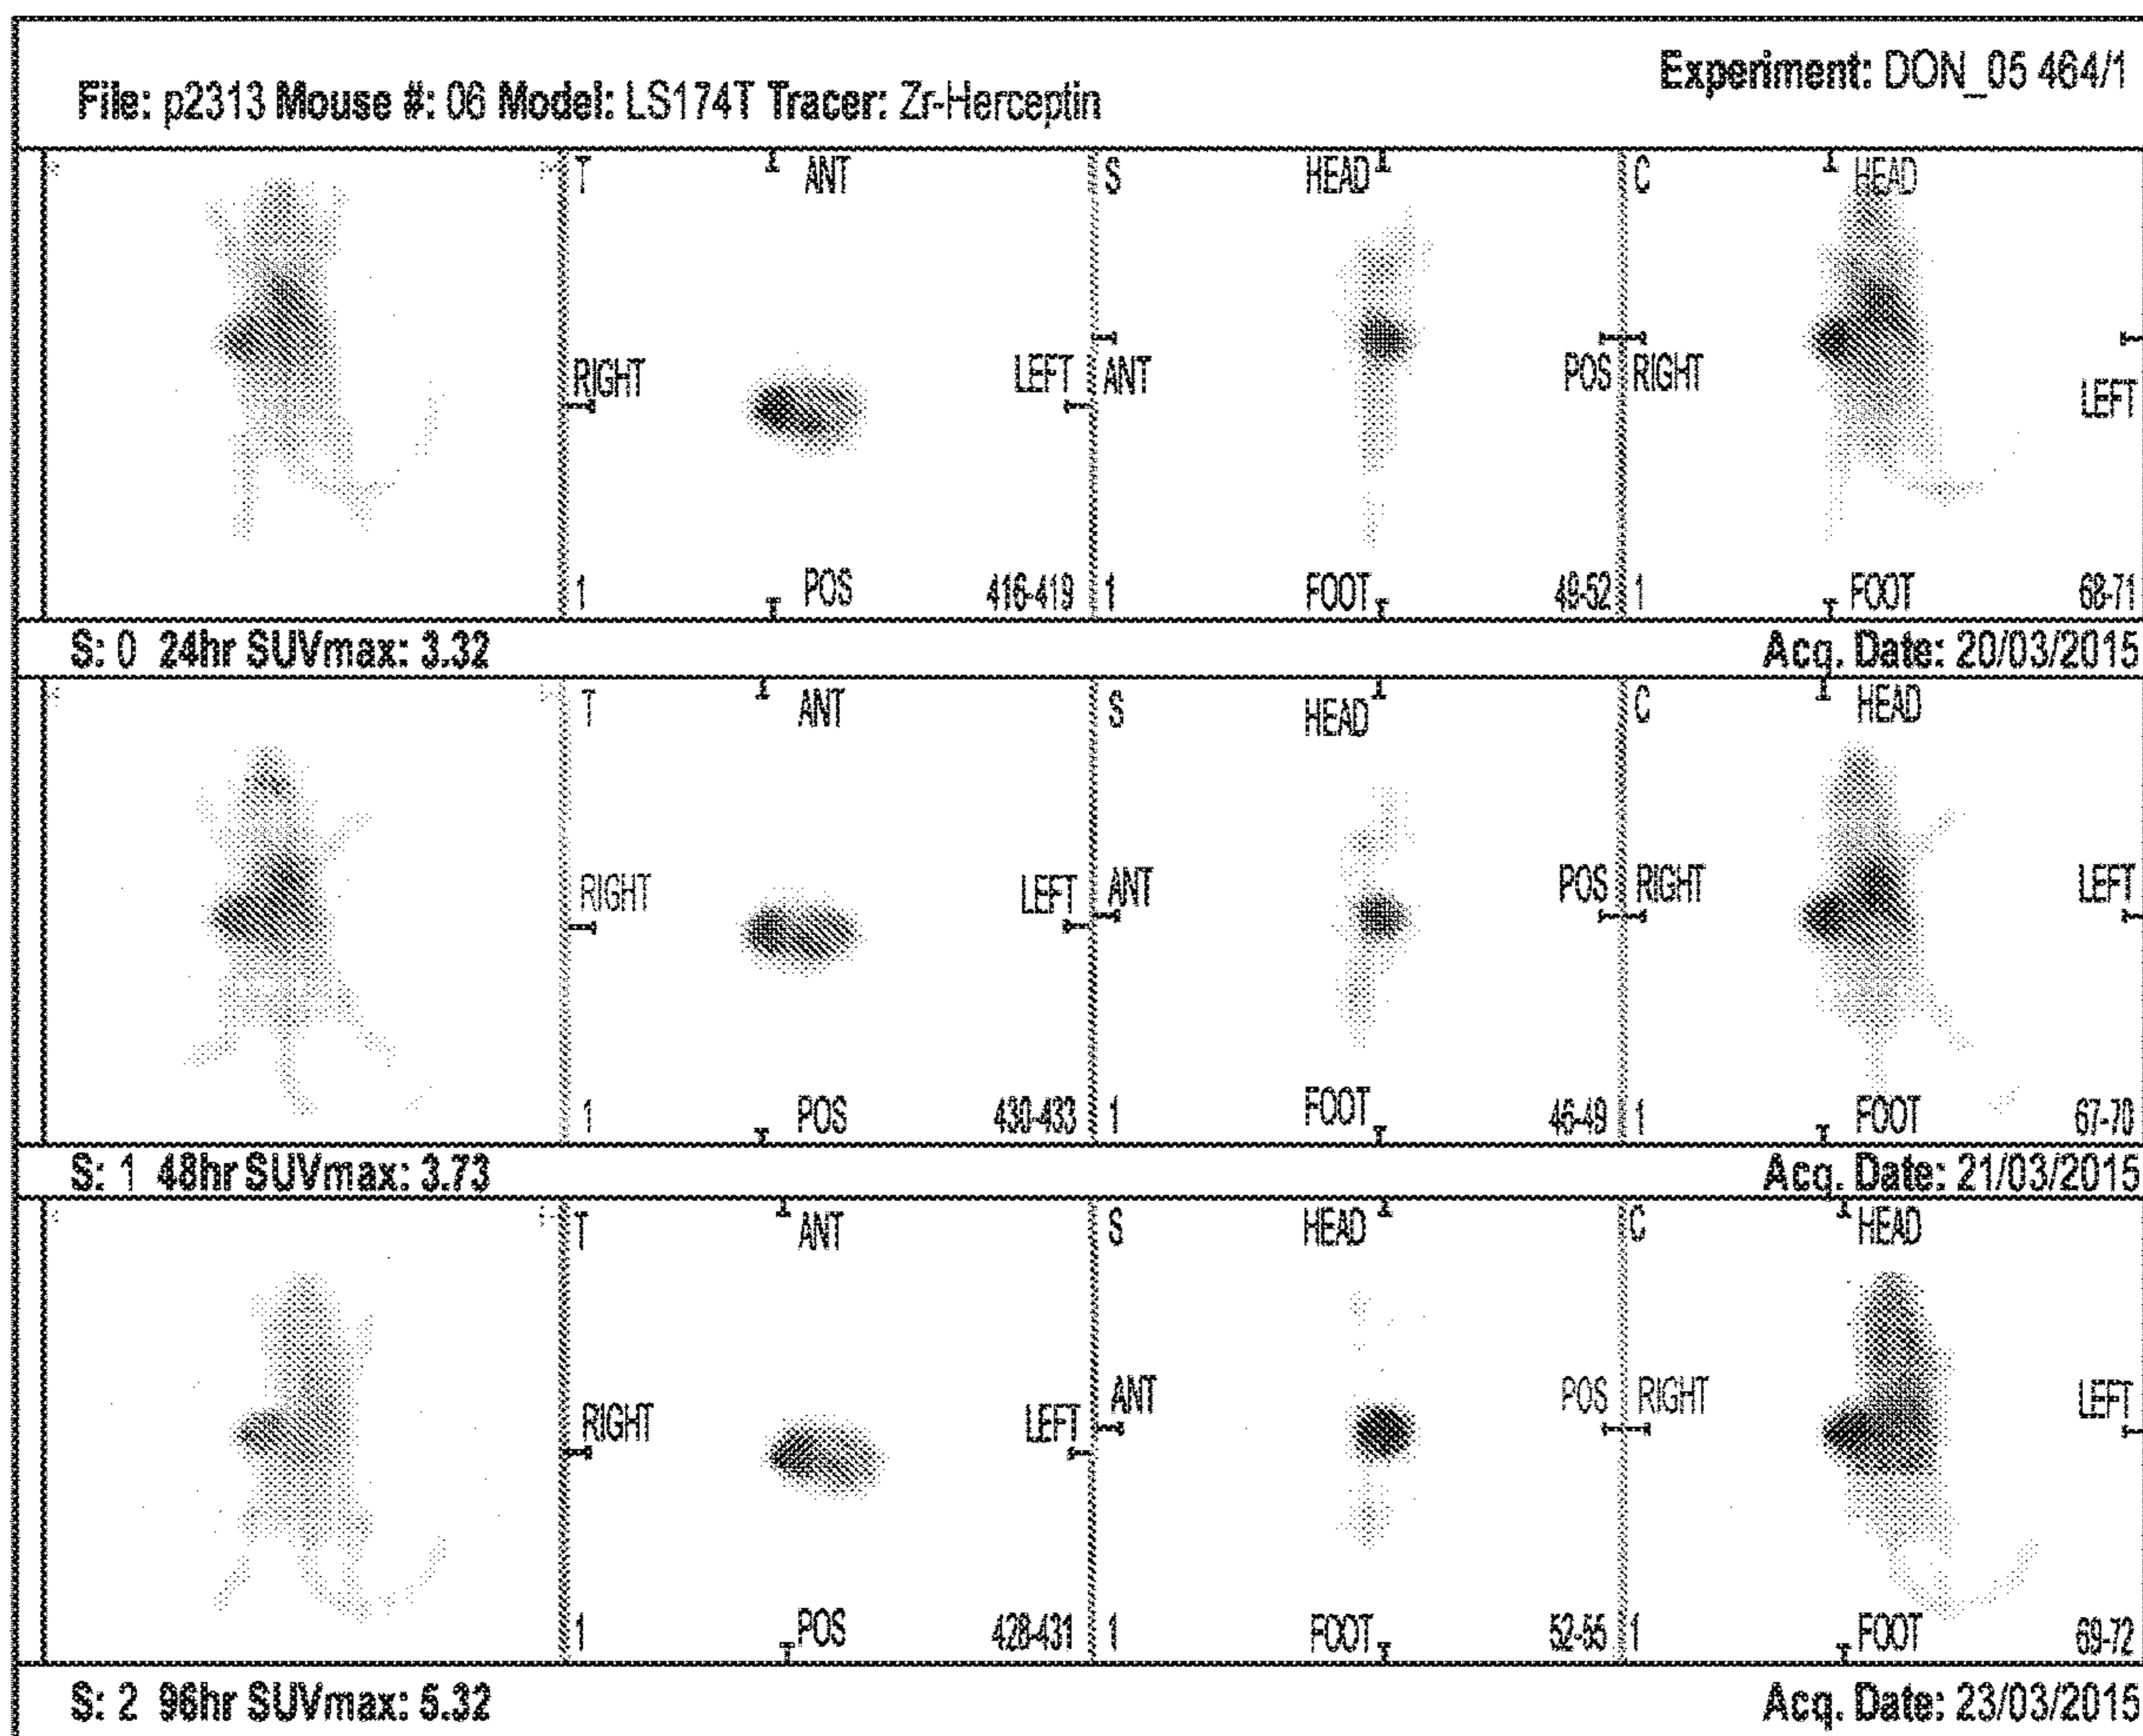 Experiment: DON_05 464/1
File: p2313 Mouse #: 06 Model: LS174T Tracer: Zr-Herceptin
T ANT S HEAD C HEAD
RIGHT LEFT ANT POS RIGHT LEFT
1 POS 416-419 1 FOOT 49-52 1 FOOT 68-71
S: 0 24hr SUVmax: 3.32 Acq. Date: 20/03/2015
T ANT S HEAD C HEAD
RIGHT LEFT ANT POS RIGHT LEFT
1 POS 430-433 1 FOOT 46-49 1 FOOT 67-70
S: 1 48hr SUVmax: 3.73 Acq. Date: 21/03/2015
T ANT S HEAD C HEAD
RIGHT LEFT ANT POS RIGHT LEFT
1 POS 428-431 1 FOOT 52-55 1 FOOT 69-72
S: 2 96hr SUVmax: 5.32 Acq. Date: 23/03/2015